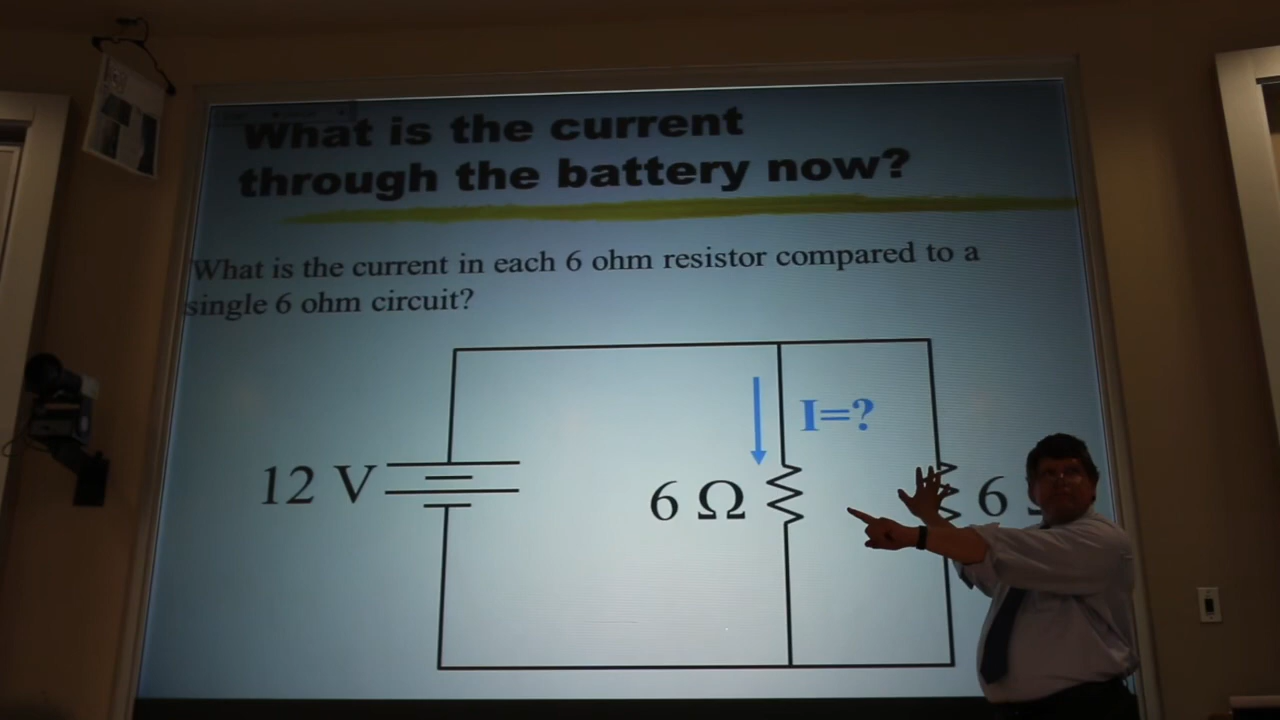 What is the current
through the battery now?
What is the current in each 6 ohm resistor compared to a
single 6 ohm circuit?
I=?
12 V
6 Ω
6